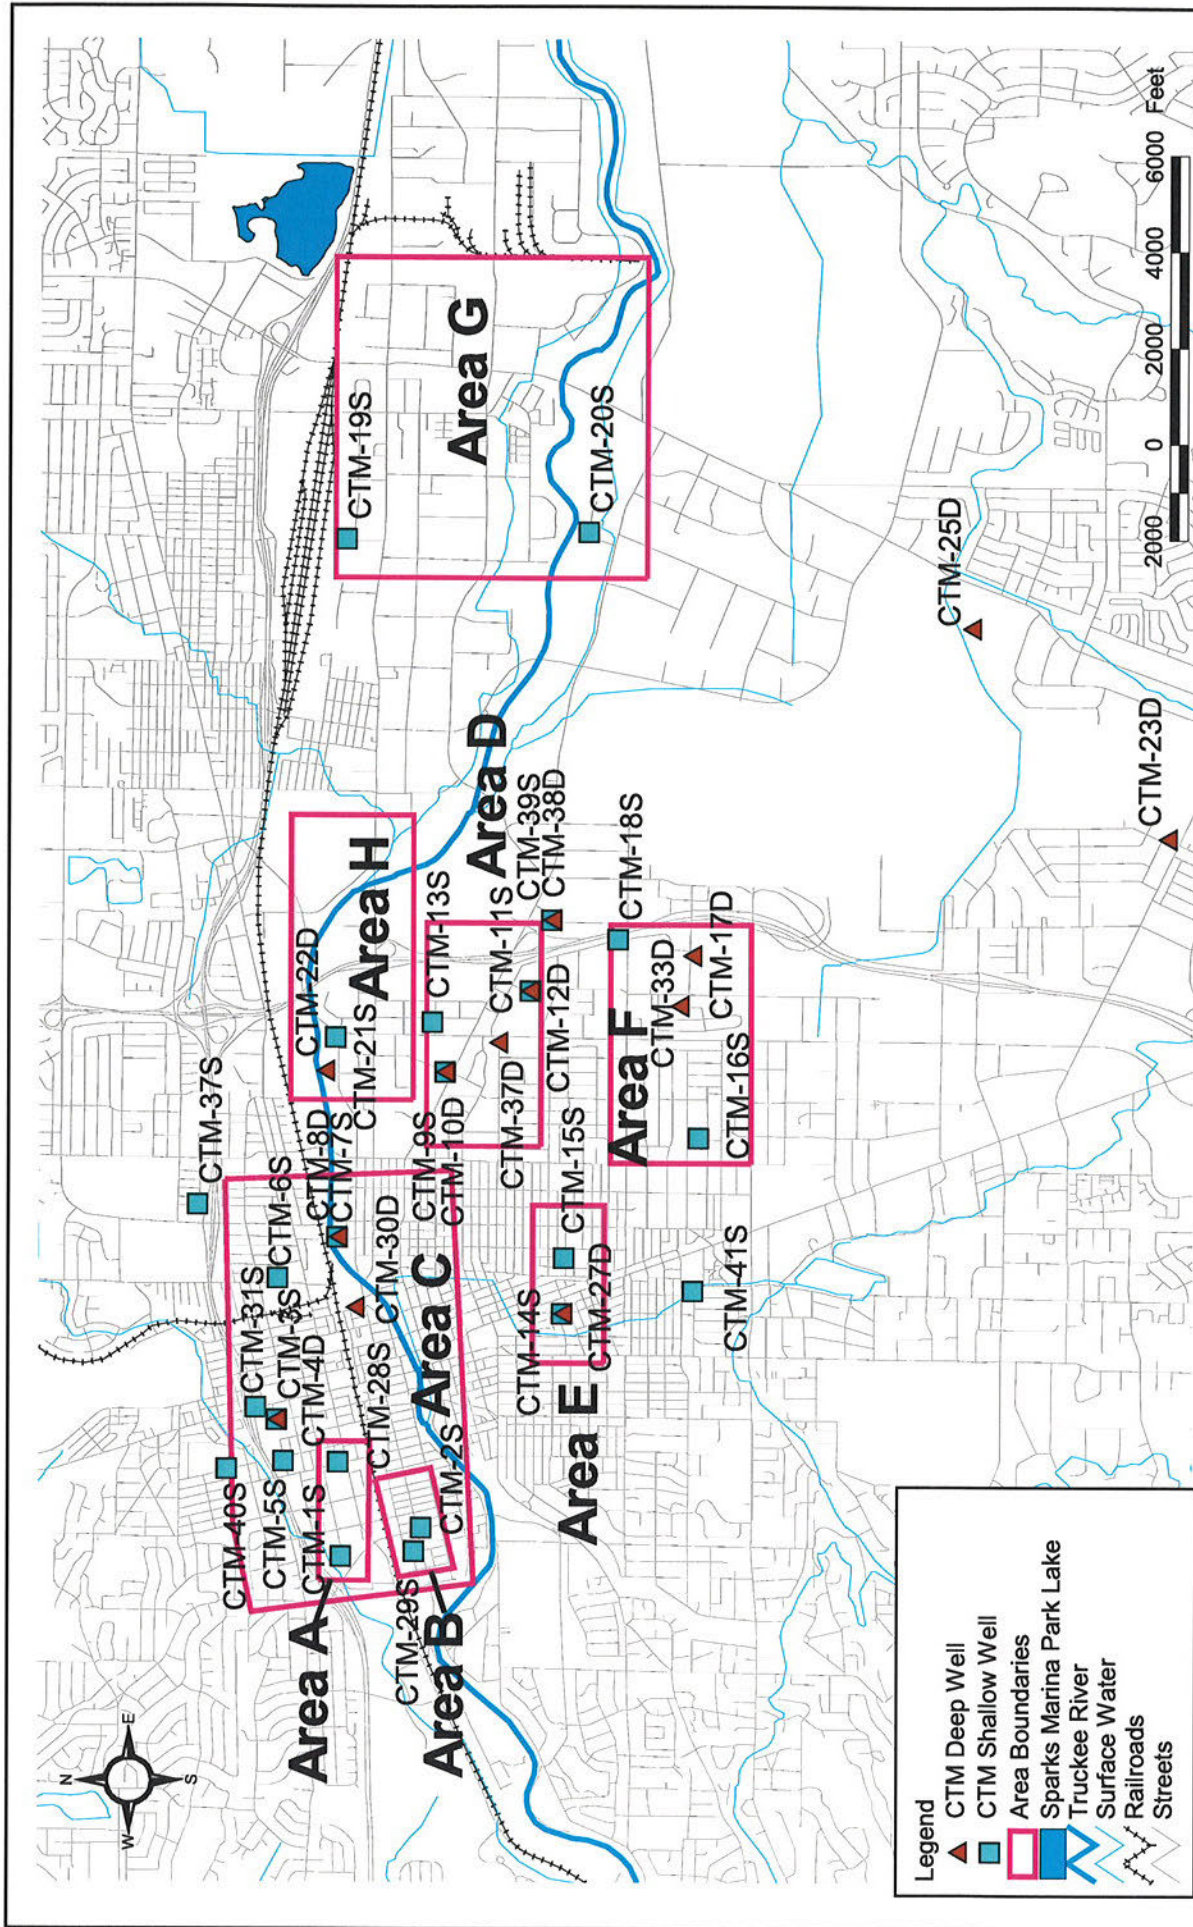 N
W
E
S
CTM-37S
CTM-40S
CTM-31S
CTM-6S
CTM-3S
CTM-5S
CTM-4D
CTM-1S
CTM-28S
CTM-8D
CTM-7S
CTM-30D
CTM-22D
CTM-21S
Area H
CTM-19S
Area G
CTM-20S
Area A
CTM-29S
Area B
CTM-2S
Area C
CTM-9S
CTM-10D
CTM-13S
CTM-11S
CTM-37D
CTM-12D
Area D
CTM-39S
CTM-38D
CTM-14S
CTM-15S
CTM-27D
Area E
Area F
CTM-18S
CTM-33D
CTM-17D
CTM-16S
CTM-41S
CTM-25D
CTM-23D
Legend
CTM Deep Well
CTM Shallow Well
Area Boundaries
Sparks Marina Park Lake
Truckee River
Surface Water
Railroads
Streets
2000 0 2000 4000 6000 Feet